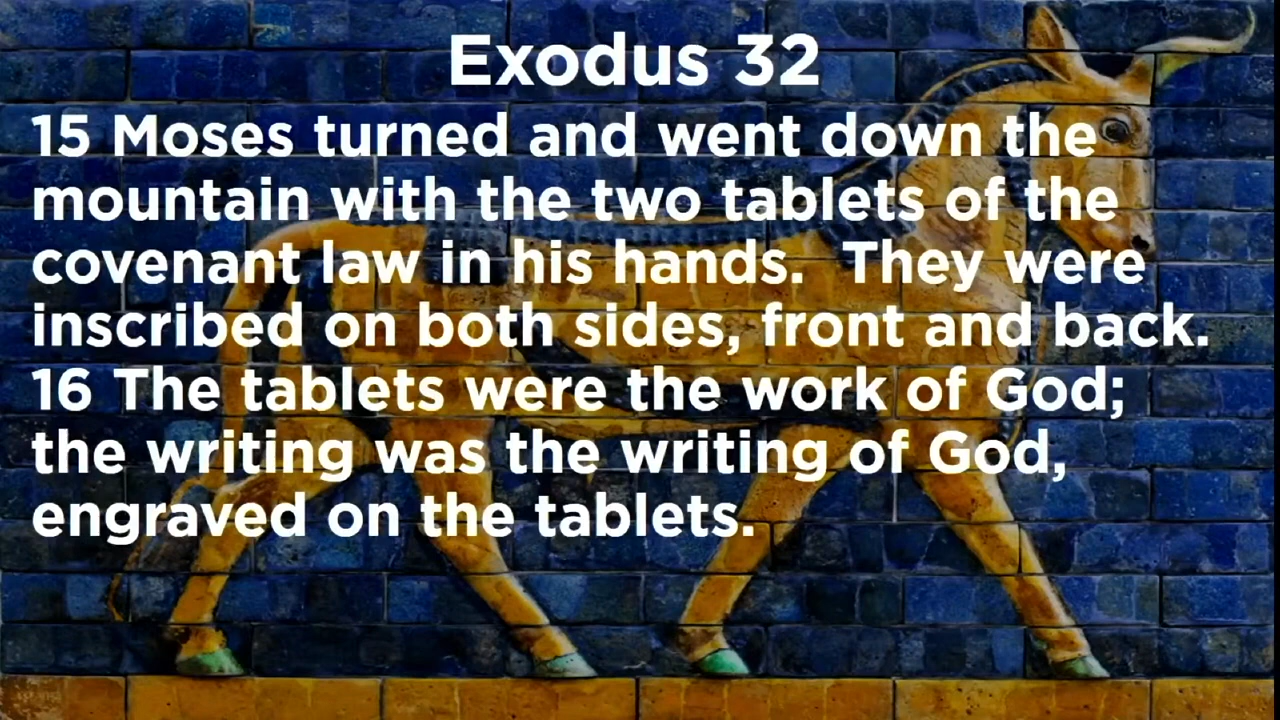 Exodus 32
15 Moses turned and went down the
mountain with the two tablets of the
covenant law in his hands.  They were
inscribed on both sides, front and back.
16 The tablets were the work of God;
the writing was the writing of God,
engraved on the tablets.